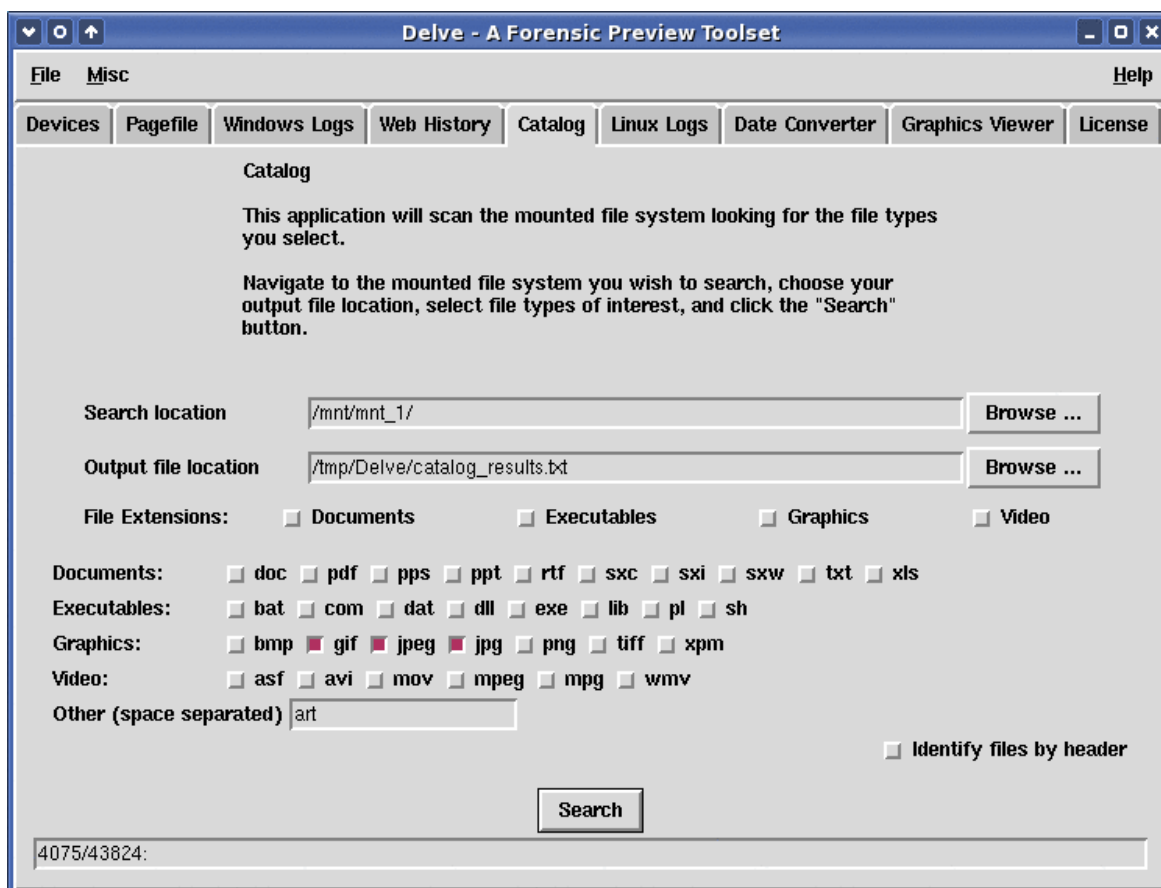 Delve - A Forensic Preview Toolset
File Misc Help
Devices Pagefile Windows Logs Web History Catalog Linux Logs Date Converter Graphics Viewer License
Catalog
This application will scan the mounted file system looking for the file types
you select.
Navigate to the mounted file system you wish to search, choose your
output file location, select file types of interest, and click the "Search"
button.
Search location /mnt/mnt_1/ Browse ...
Output file location /tmp/Delve/catalog_results.txt Browse ...
File Extensions: Documents Executables Graphics Video
Documents: doc pdf pps ppt rtf sxc sxi sxw txt xls
Executables: bat com dat dll exe lib pl sh
Graphics: bmp gif jpeg jpg png tiff xpm
Video: asf avi mov mpeg mpg wmv
Other (space separated) art
Identify files by header
Search
4075/43824: